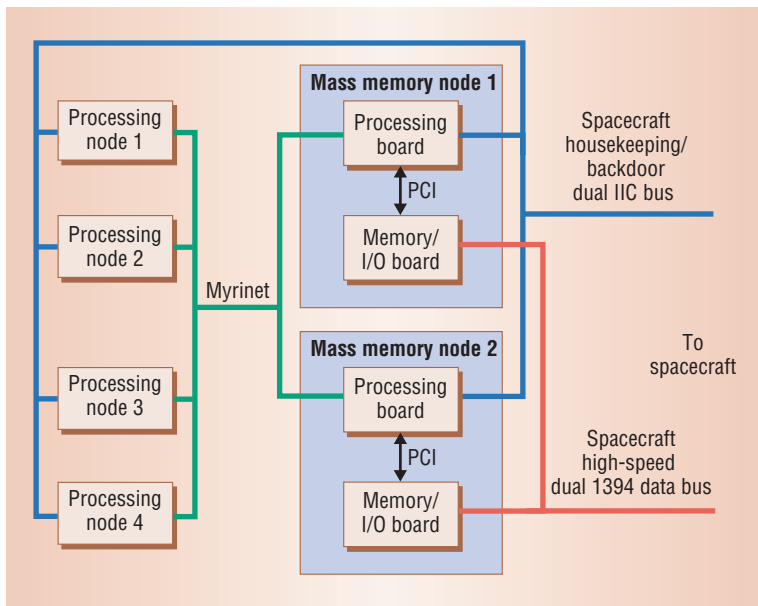 Mass memory node 1
Processing
node 1
Processing
board
Spacecraft
housekeeping/
backdoor
dual IIC bus
PCI
Processing
node 2
Memory/
I/O board
Myrinet
Mass memory node 2
To
spacecraft
Processing
node 3
Processing
board
PCI
Spacecraft
high-speed
dual 1394 data bus
Processing
node 4
Memory/
I/O board